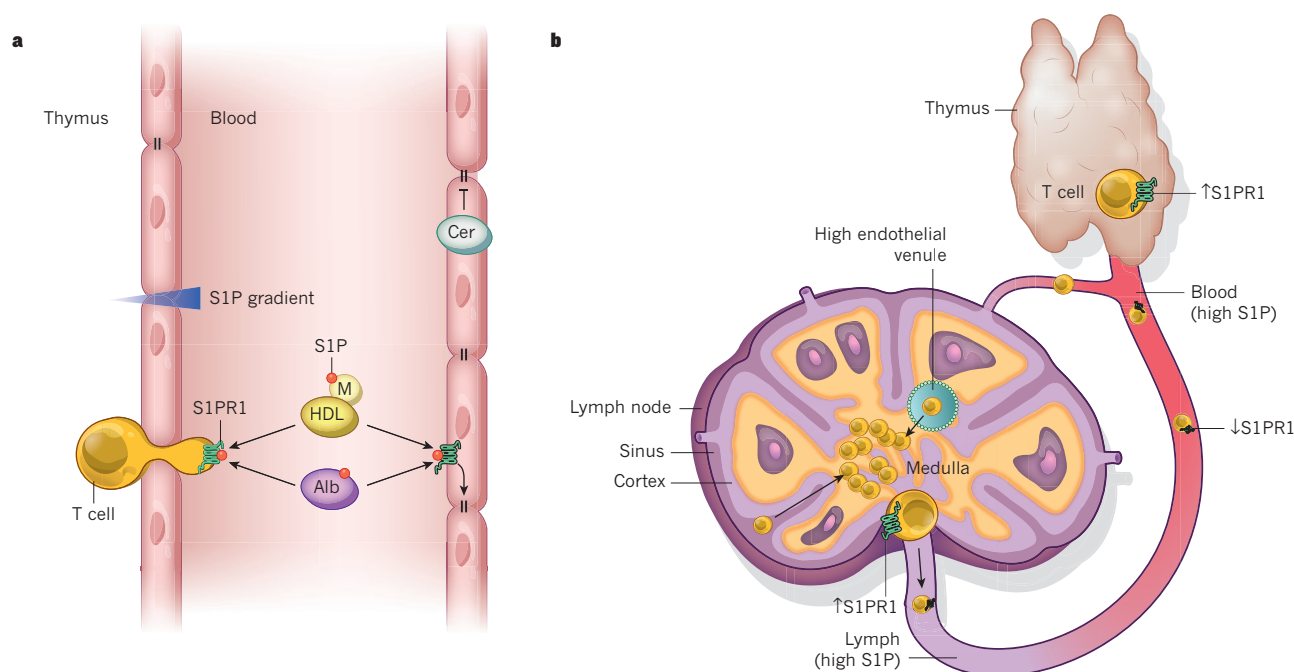 a
Thymus
Blood
Cer
S1P gradient
S1P
M
HDL
S1PR1
Alb
T cell
b
Thymus
T cell
↑S1PR1
High endothelial
venule
Blood
(high S1P)
Lymph node
Sinus
Cortex
Medulla
↓S1PR1
↑S1PR1
Lymph
(high S1P)